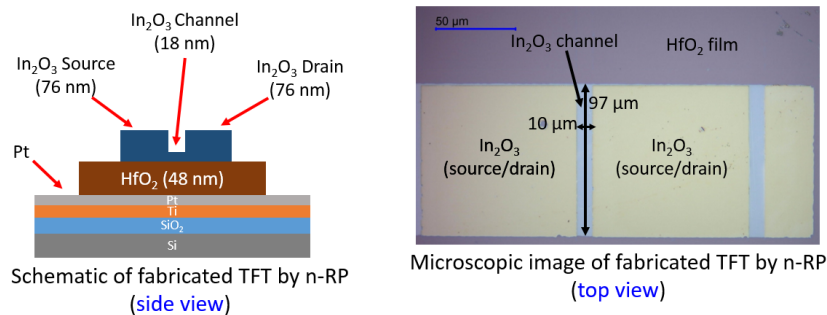 In₂O₃ Channel
(18 nm)
In₂O₃ Source
(76 nm)
In₂O₃ Drain
(76 nm)
Pt
HfO₂ (48 nm)
Pt
Ti
SiO₂
Si
Schematic of fabricated TFT by n-RP
(side view)
50 µm
In₂O₃ channel
HfO₂ film
97 µm
10 µm
In₂O₃
(source/drain)
In₂O₃
(source/drain)
Microscopic image of fabricated TFT by n-RP
(top view)